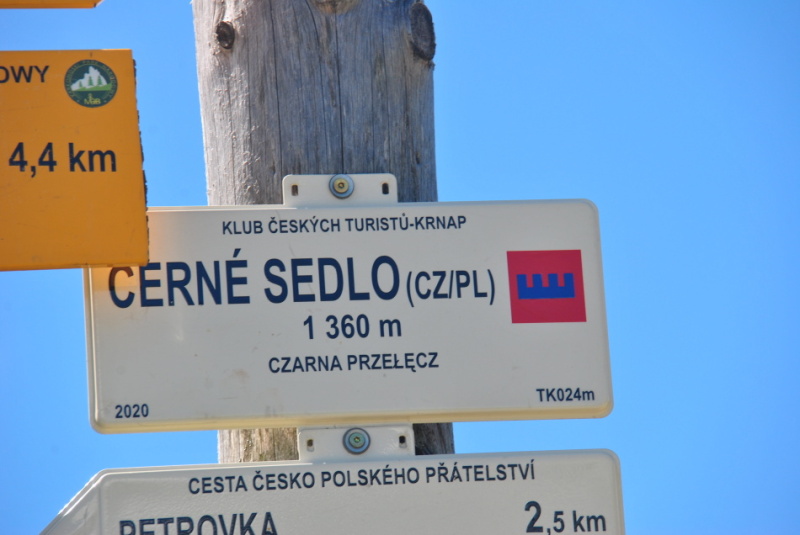 OWY
4,4 km
KLUB ČESKÝCH TURISTŮ-KRNAP
ČERNÉ SEDLO (CZ/PL)
1 360 m
CZARNA PRZEŁĘCZ
2020
TK024m
CESTA ČESKO POLSKÉHO PŘÁTELSTVÍ
PETROVKA
2,5 km